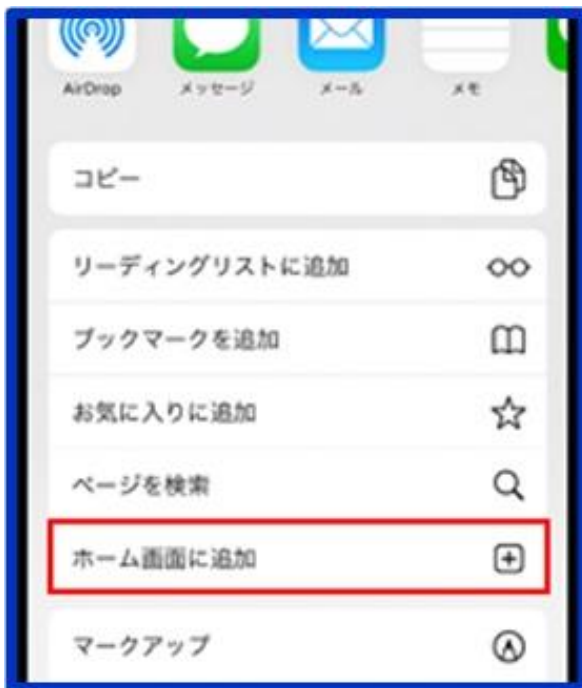 AirDrop
メッセージ
メール
メモ
コピー
リーディングリストに追加
ブックマークを追加
お気に入りに追加
ページを検索
ホーム画面に追加
マークアップ